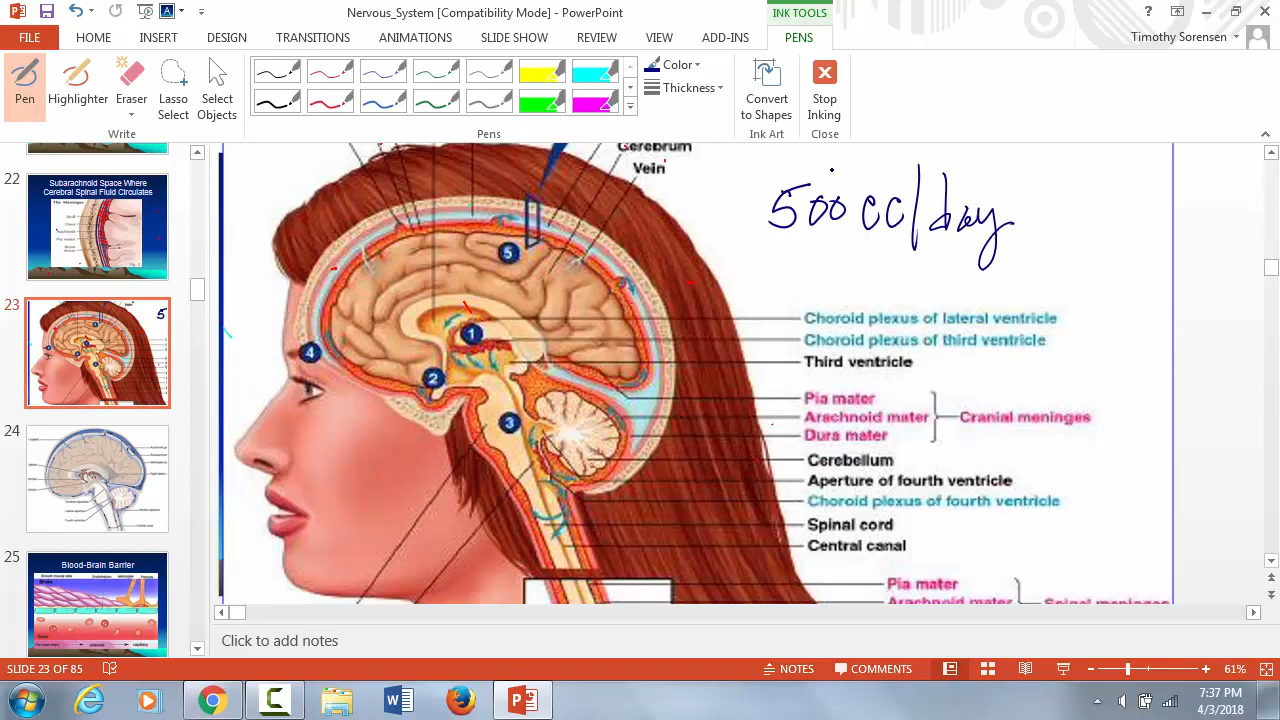 Nervous_System [Compatibility Mode] - PowerPoint
INK TOOLS
FILE
HOME
INSERT
DESIGN
TRANSITIONS
ANIMATIONS
SLIDE SHOW
REVIEW
VIEW
ADD-INS
PENS
Timothy Sorensen
Pen
Highlighter
Eraser
Lasso
Select
Select
Objects
Color
Thickness
Convert
to Shapes
Stop
Inking
Write
Pens
Ink Art
Close
22
Subarachnoid Space Where
Cerebral Spinal Fluid Circulates
23
24
25
Blood-Brain Barrier
Cerebrum
Vein
500 cc/day
5
1
4
2
3
Choroid plexus of lateral ventricle
Choroid plexus of third ventricle
Third ventricle
Pia mater
Arachnoid mater
Cranial meninges
Dura mater
Cerebellum
Aperture of fourth ventricle
Choroid plexus of fourth ventricle
Spinal cord
Central canal
Pia mater
Arachnoid mater
Spinal meninges
Click to add notes
SLIDE 23 OF 85
NOTES
COMMENTS
61%
7:37 PM
4/3/2018